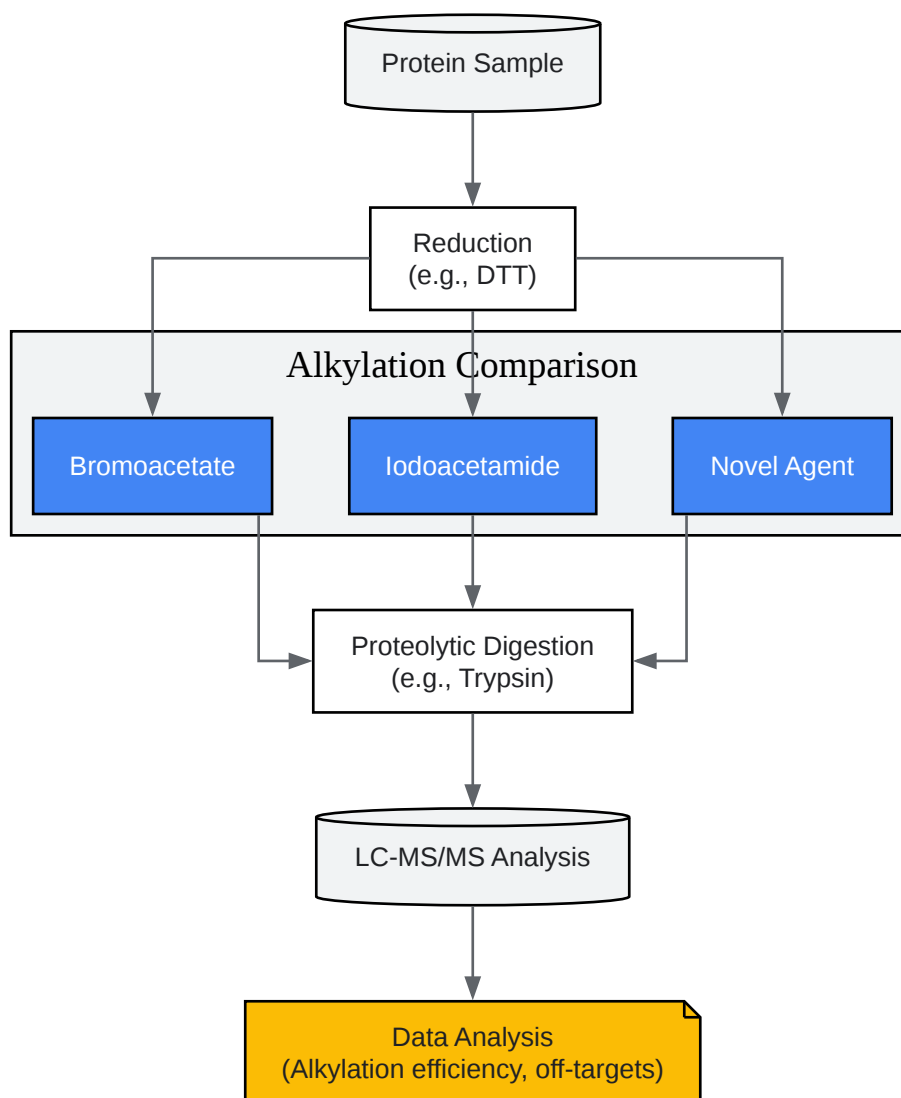 Protein Sample
Reduction
(e.g., DTT)
Alkylation Comparison
Bromoacetate
Iodoacetamide
Novel Agent
Proteolytic Digestion
(e.g., Trypsin)
LC-MS/MS Analysis
Data Analysis
(Alkylation efficiency, off-targets)